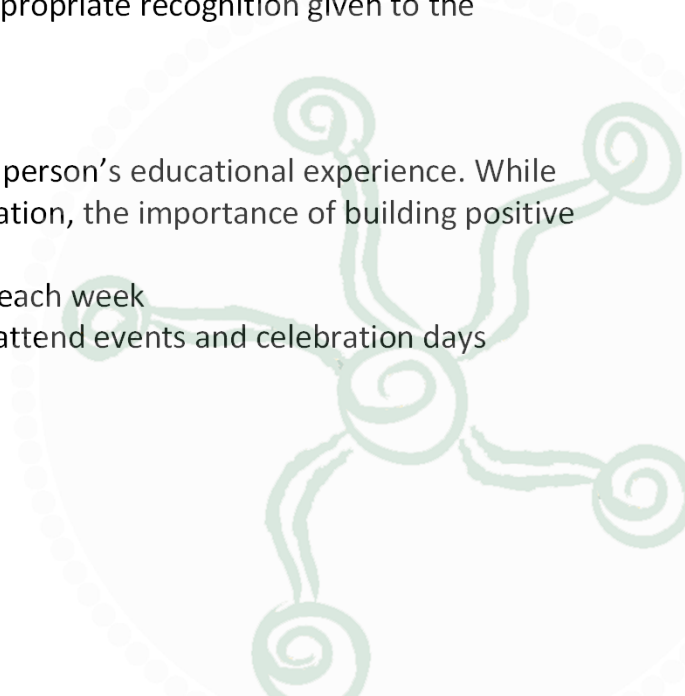 propriate recognition given to the
person’s educational experience. While
ation, the importance of building positive
each week
attend events and celebration days